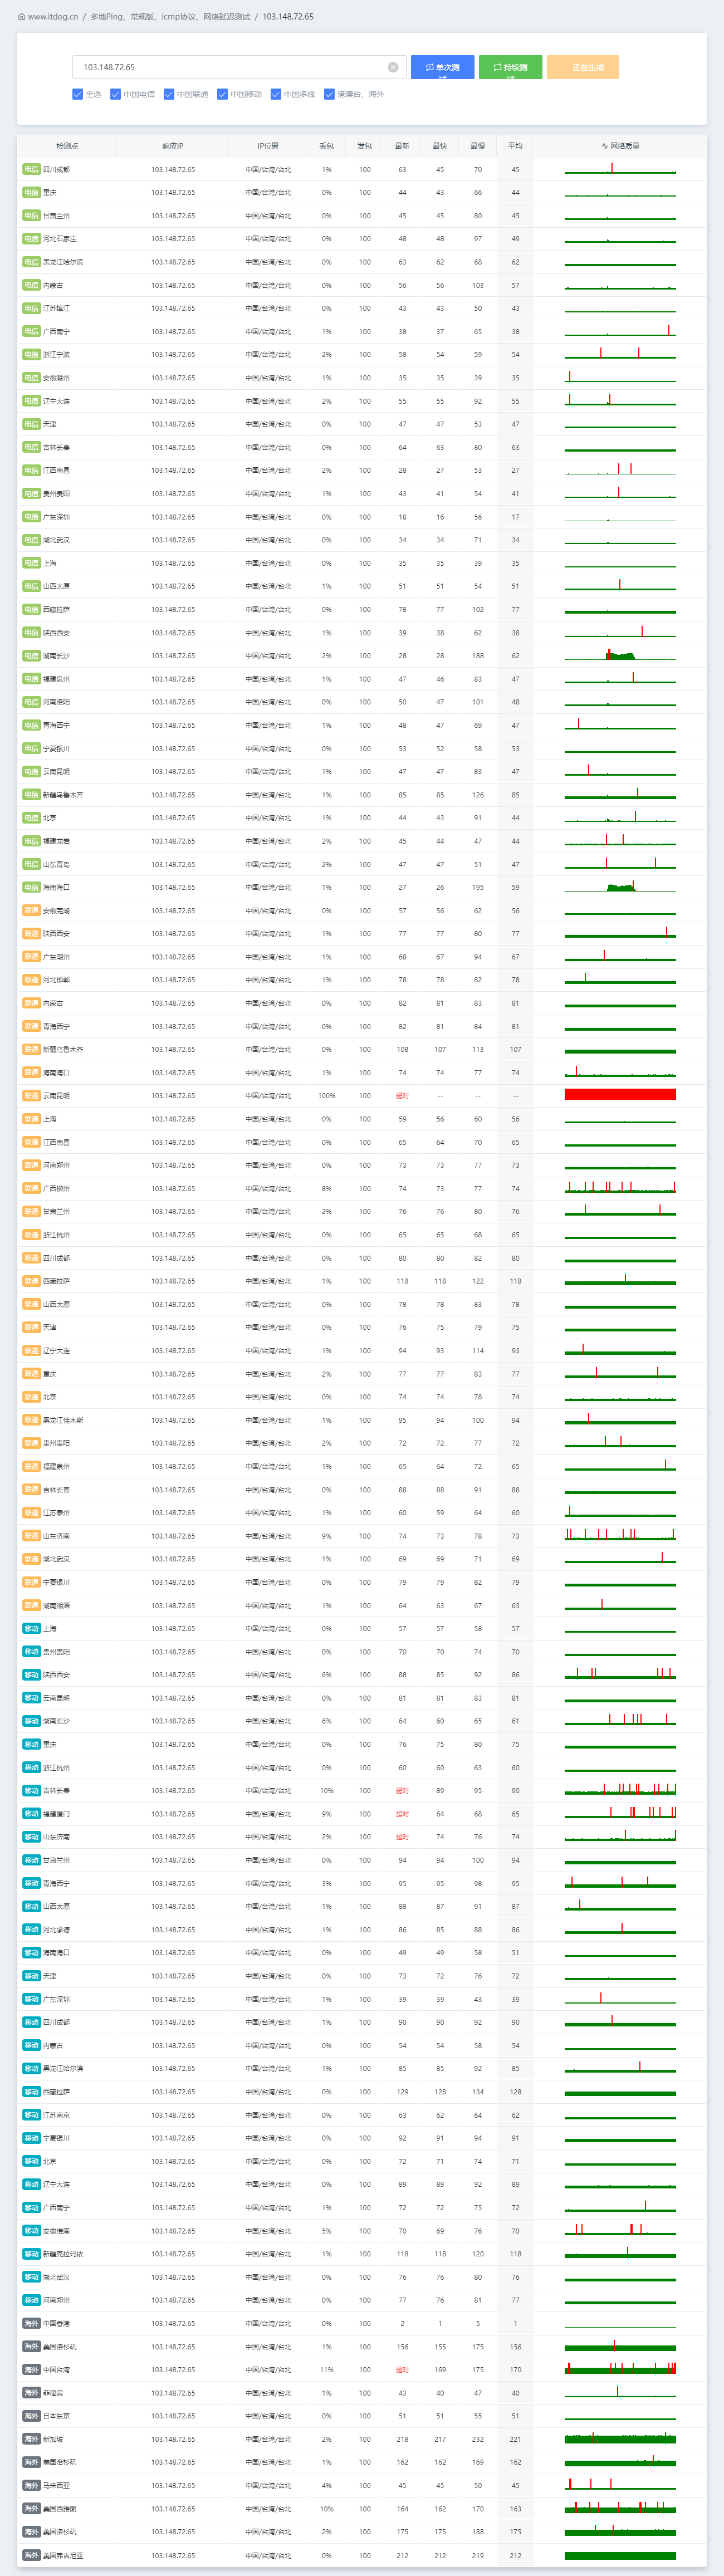 www.itdog.cn / 多地Ping、常规版、icmp协议、网络延迟测试 / 103.148.72.65
103.148.72.65 单次测试 持续测试 正在生成
全选 中国电信 中国联通 中国移动 中国多线 港澳台、海外
检测点 响应IP IP位置 丢包 发包 最新 最快 最慢 平均 网络质量
电信 四川成都 103.148.72.65 中国/台湾/台北 1% 100 63 45 70 45
电信 重庆 103.148.72.65 中国/台湾/台北 0% 100 44 43 66 44
电信 甘肃兰州 103.148.72.65 中国/台湾/台北 0% 100 45 45 80 45
电信 河北石家庄 103.148.72.65 中国/台湾/台北 0% 100 48 48 97 49
电信 黑龙江哈尔滨 103.148.72.65 中国/台湾/台北 0% 100 63 62 68 62
电信 内蒙古 103.148.72.65 中国/台湾/台北 0% 100 56 56 103 57
电信 江苏镇江 103.148.72.65 中国/台湾/台北 0% 100 43 43 50 43
电信 广西南宁 103.148.72.65 中国/台湾/台北 1% 100 38 37 65 38
电信 浙江宁波 103.148.72.65 中国/台湾/台北 2% 100 58 54 59 54
电信 安徽滁州 103.148.72.65 中国/台湾/台北 1% 100 35 35 39 35
电信 辽宁大连 103.148.72.65 中国/台湾/台北 2% 100 55 55 92 55
电信 天津 103.148.72.65 中国/台湾/台北 0% 100 47 47 53 47
电信 吉林长春 103.148.72.65 中国/台湾/台北 0% 100 64 63 80 63
电信 江西南昌 103.148.72.65 中国/台湾/台北 2% 100 28 27 53 27
电信 贵州贵阳 103.148.72.65 中国/台湾/台北 1% 100 43 41 54 41
电信 广东深圳 103.148.72.65 中国/台湾/台北 0% 100 18 16 56 17
电信 湖北武汉 103.148.72.65 中国/台湾/台北 0% 100 34 34 71 34
电信 上海 103.148.72.65 中国/台湾/台北 0% 100 35 35 39 35
电信 山西太原 103.148.72.65 中国/台湾/台北 1% 100 51 51 54 51
电信 西藏拉萨 103.148.72.65 中国/台湾/台北 0% 100 78 77 102 77
电信 陕西西安 103.148.72.65 中国/台湾/台北 1% 100 39 38 62 38
电信 湖南长沙 103.148.72.65 中国/台湾/台北 2% 100 28 28 188 62
电信 福建泉州 103.148.72.65 中国/台湾/台北 1% 100 47 46 83 47
电信 河南洛阳 103.148.72.65 中国/台湾/台北 0% 100 50 47 101 48
电信 青海西宁 103.148.72.65 中国/台湾/台北 1% 100 48 47 69 47
电信 宁夏银川 103.148.72.65 中国/台湾/台北 0% 100 53 52 58 53
电信 云南昆明 103.148.72.65 中国/台湾/台北 1% 100 47 47 83 47
电信 新疆乌鲁木齐 103.148.72.65 中国/台湾/台北 1% 100 85 85 126 85
电信 北京 103.148.72.65 中国/台湾/台北 1% 100 44 43 91 44
电信 福建龙岩 103.148.72.65 中国/台湾/台北 2% 100 45 44 47 44
电信 山东青岛 103.148.72.65 中国/台湾/台北 2% 100 47 47 51 47
电信 海南海口 103.148.72.65 中国/台湾/台北 1% 100 27 26 195 59
联通 安徽芜湖 103.148.72.65 中国/台湾/台北 0% 100 57 56 62 56
联通 陕西西安 103.148.72.65 中国/台湾/台北 1% 100 77 77 80 77
联通 广东潮州 103.148.72.65 中国/台湾/台北 1% 100 68 67 94 67
联通 河北邯郸 103.148.72.65 中国/台湾/台北 1% 100 78 78 82 78
联通 内蒙古 103.148.72.65 中国/台湾/台北 0% 100 82 81 83 81
联通 青海西宁 103.148.72.65 中国/台湾/台北 0% 100 82 81 84 81
联通 新疆乌鲁木齐 103.148.72.65 中国/台湾/台北 0% 100 108 107 113 107
联通 海南海口 103.148.72.65 中国/台湾/台北 1% 100 74 74 77 74
联通 云南昆明 103.148.72.65 中国/台湾/台北 100% 100 超时 -- -- --
联通 上海 103.148.72.65 中国/台湾/台北 0% 100 59 56 60 56
联通 江西南昌 103.148.72.65 中国/台湾/台北 0% 100 65 64 70 65
联通 河南郑州 103.148.72.65 中国/台湾/台北 0% 100 73 73 77 73
联通 广西柳州 103.148.72.65 中国/台湾/台北 8% 100 74 73 77 74
联通 甘肃兰州 103.148.72.65 中国/台湾/台北 2% 100 76 76 80 76
联通 浙江杭州 103.148.72.65 中国/台湾/台北 0% 100 65 65 68 65
联通 四川成都 103.148.72.65 中国/台湾/台北 0% 100 80 80 82 80
联通 西藏拉萨 103.148.72.65 中国/台湾/台北 1% 100 118 118 122 118
联通 山西太原 103.148.72.65 中国/台湾/台北 0% 100 78 78 83 78
联通 天津 103.148.72.65 中国/台湾/台北 0% 100 76 75 79 75
联通 辽宁大连 103.148.72.65 中国/台湾/台北 1% 100 94 93 114 93
联通 重庆 103.148.72.65 中国/台湾/台北 2% 100 77 77 83 77
联通 北京 103.148.72.65 中国/台湾/台北 0% 100 74 74 78 74
联通 黑龙江佳木斯 103.148.72.65 中国/台湾/台北 1% 100 95 94 100 94
联通 贵州贵阳 103.148.72.65 中国/台湾/台北 2% 100 72 72 77 72
联通 福建泉州 103.148.72.65 中国/台湾/台北 1% 100 65 64 72 65
联通 吉林长春 103.148.72.65 中国/台湾/台北 0% 100 88 88 91 88
联通 江苏泰州 103.148.72.65 中国/台湾/台北 1% 100 60 59 64 60
联通 山东济南 103.148.72.65 中国/台湾/台北 9% 100 74 73 78 73
联通 湖北武汉 103.148.72.65 中国/台湾/台北 1% 100 69 69 71 69
联通 宁夏银川 103.148.72.65 中国/台湾/台北 0% 100 79 79 82 79
联通 湖南湘潭 103.148.72.65 中国/台湾/台北 1% 100 64 63 67 63
移动 上海 103.148.72.65 中国/台湾/台北 0% 100 57 57 58 57
移动 贵州贵阳 103.148.72.65 中国/台湾/台北 0% 100 70 70 74 70
移动 陕西西安 103.148.72.65 中国/台湾/台北 6% 100 88 85 92 86
移动 云南昆明 103.148.72.65 中国/台湾/台北 0% 100 81 81 83 81
移动 湖南长沙 103.148.72.65 中国/台湾/台北 6% 100 64 60 65 61
移动 重庆 103.148.72.65 中国/台湾/台北 0% 100 76 75 80 75
移动 浙江杭州 103.148.72.65 中国/台湾/台北 0% 100 60 60 63 60
移动 吉林长春 103.148.72.65 中国/台湾/台北 10% 100 超时 89 95 90
移动 福建厦门 103.148.72.65 中国/台湾/台北 9% 100 超时 64 68 65
移动 山东济南 103.148.72.65 中国/台湾/台北 2% 100 超时 74 76 74
移动 甘肃兰州 103.148.72.65 中国/台湾/台北 0% 100 94 94 100 94
移动 青海西宁 103.148.72.65 中国/台湾/台北 3% 100 95 95 98 95
移动 山西太原 103.148.72.65 中国/台湾/台北 1% 100 88 87 91 87
移动 河北承德 103.148.72.65 中国/台湾/台北 1% 100 86 85 88 86
移动 海南海口 103.148.72.65 中国/台湾/台北 0% 100 49 49 58 51
移动 天津 103.148.72.65 中国/台湾/台北 0% 100 73 72 76 72
移动 广东深圳 103.148.72.65 中国/台湾/台北 1% 100 39 39 43 39
移动 四川成都 103.148.72.65 中国/台湾/台北 1% 100 90 90 92 90
移动 内蒙古 103.148.72.65 中国/台湾/台北 0% 100 54 54 58 54
移动 黑龙江哈尔滨 103.148.72.65 中国/台湾/台北 1% 100 85 85 92 85
移动 西藏拉萨 103.148.72.65 中国/台湾/台北 0% 100 129 128 134 128
移动 江苏南京 103.148.72.65 中国/台湾/台北 0% 100 63 62 64 62
移动 宁夏银川 103.148.72.65 中国/台湾/台北 0% 100 92 91 94 91
移动 北京 103.148.72.65 中国/台湾/台北 0% 100 72 71 74 71
移动 辽宁大连 103.148.72.65 中国/台湾/台北 0% 100 89 89 92 89
移动 广西南宁 103.148.72.65 中国/台湾/台北 1% 100 72 72 75 72
移动 安徽淮南 103.148.72.65 中国/台湾/台北 5% 100 70 69 76 70
移动 新疆克拉玛依 103.148.72.65 中国/台湾/台北 1% 100 118 118 120 118
移动 湖北武汉 103.148.72.65 中国/台湾/台北 0% 100 76 76 80 76
移动 河南郑州 103.148.72.65 中国/台湾/台北 0% 100 77 76 81 77
海外 中国香港 103.148.72.65 中国/台湾/台北 0% 100 2 1 5 1
海外 美国洛杉矶 103.148.72.65 中国/台湾/台北 1% 100 156 155 175 156
海外 中国台湾 103.148.72.65 中国/台湾/台北 11% 100 超时 169 175 170
海外 菲律宾 103.148.72.65 中国/台湾/台北 1% 100 43 40 47 40
海外 日本东京 103.148.72.65 中国/台湾/台北 0% 100 51 51 55 51
海外 新加坡 103.148.72.65 中国/台湾/台北 2% 100 218 217 232 221
海外 美国洛杉矶 103.148.72.65 中国/台湾/台北 1% 100 162 162 169 162
海外 马来西亚 103.148.72.65 中国/台湾/台北 4% 100 45 45 50 45
海外 美国西雅图 103.148.72.65 中国/台湾/台北 10% 100 164 162 170 163
海外 美国洛杉矶 103.148.72.65 中国/台湾/台北 2% 100 175 175 188 175
海外 美国弗吉尼亚 103.148.72.65 中国/台湾/台北 0% 100 212 212 219 212